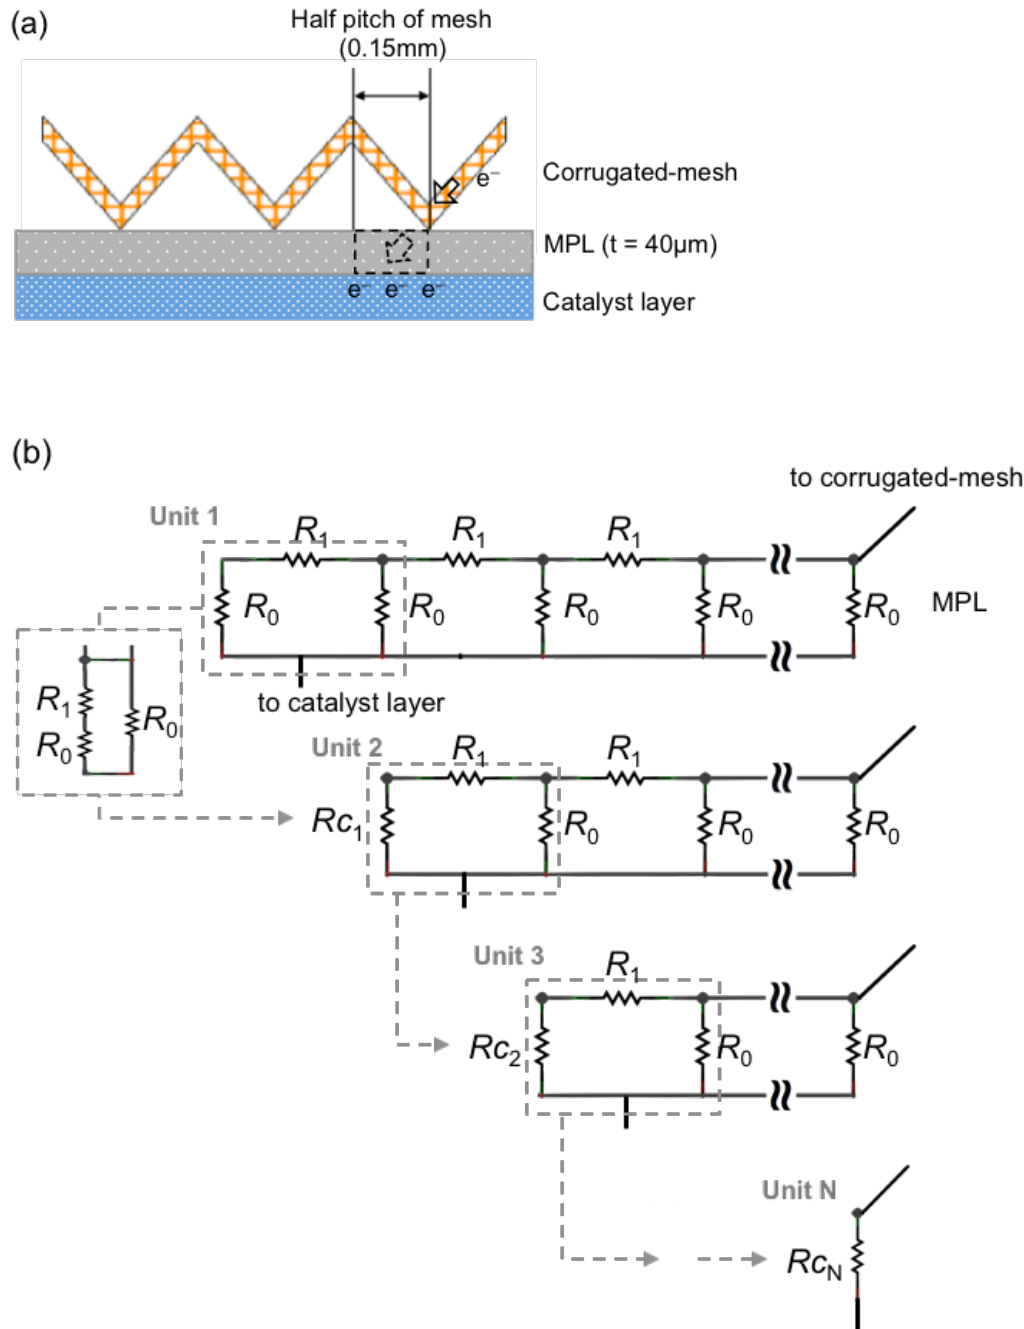 (a)
Half pitch of mesh
(0.15mm)
e⁻
Corrugated-mesh
MPL (t = 40μm)
e⁻ e⁻ e⁻
Catalyst layer
(b)
to corrugated-mesh
Unit 1
R₁ R₁ R₁
R₀ R₀ R₀ R₀ R₀ MPL
to catalyst layer
R₁
R₀
R₀
Unit 2
R₁ R₁
Rc₁ R₀ R₀ R₀
Unit 3
R₁
Rc₂ R₀ R₀
Unit N
Rc_N